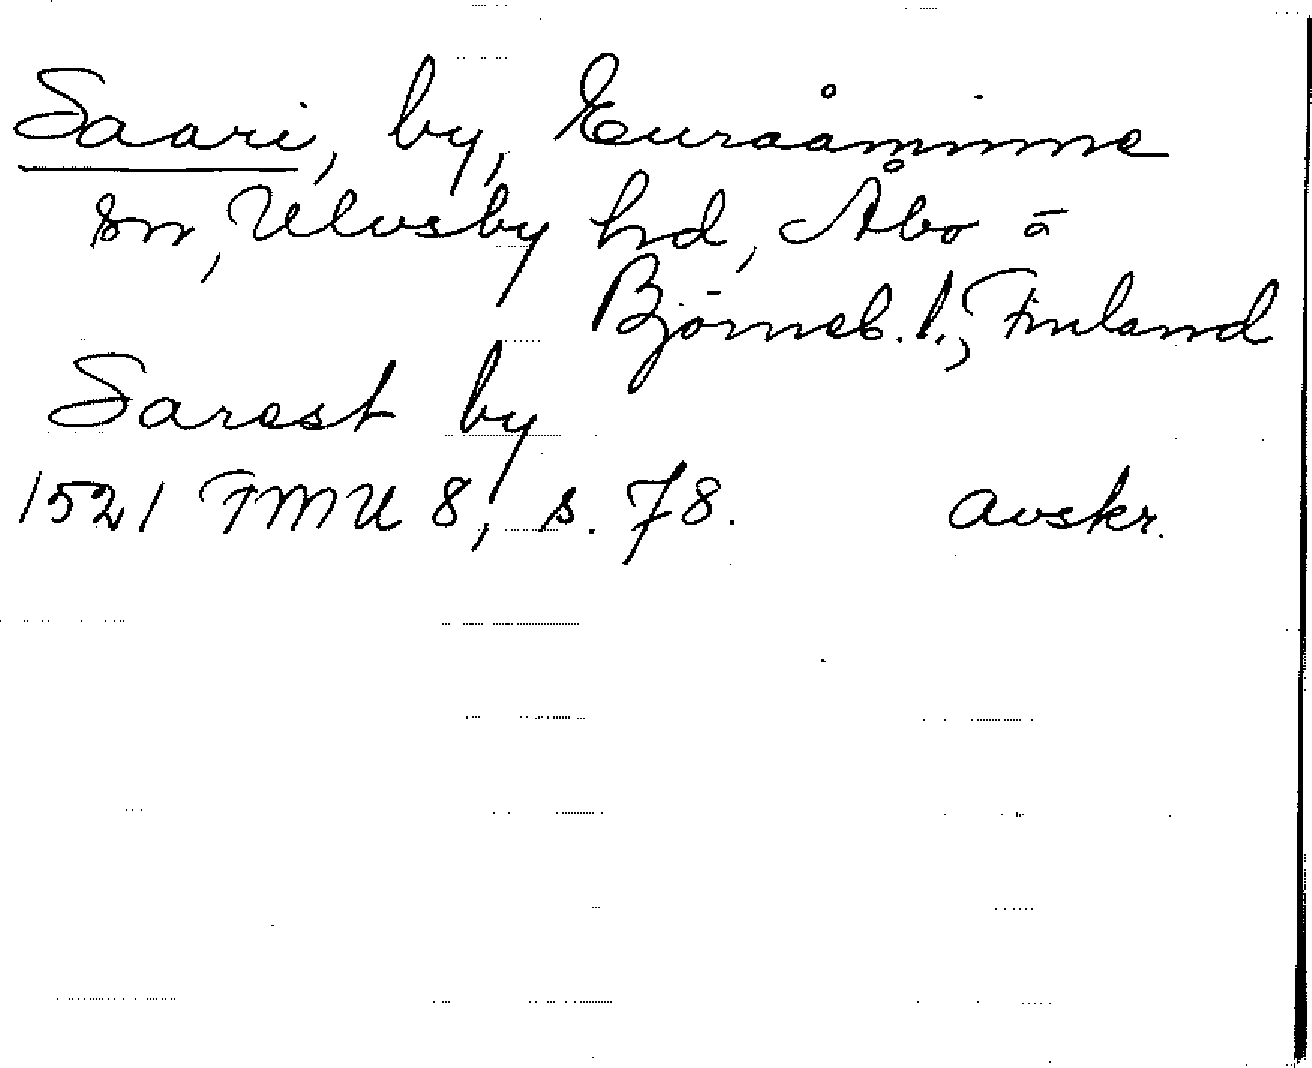 Saari, by, Euraåminne
sn, Ulvsby hd, Åbo o
Björneb. l., Finland
Sarest by
1521 FMU 8, s. 78. avskr.